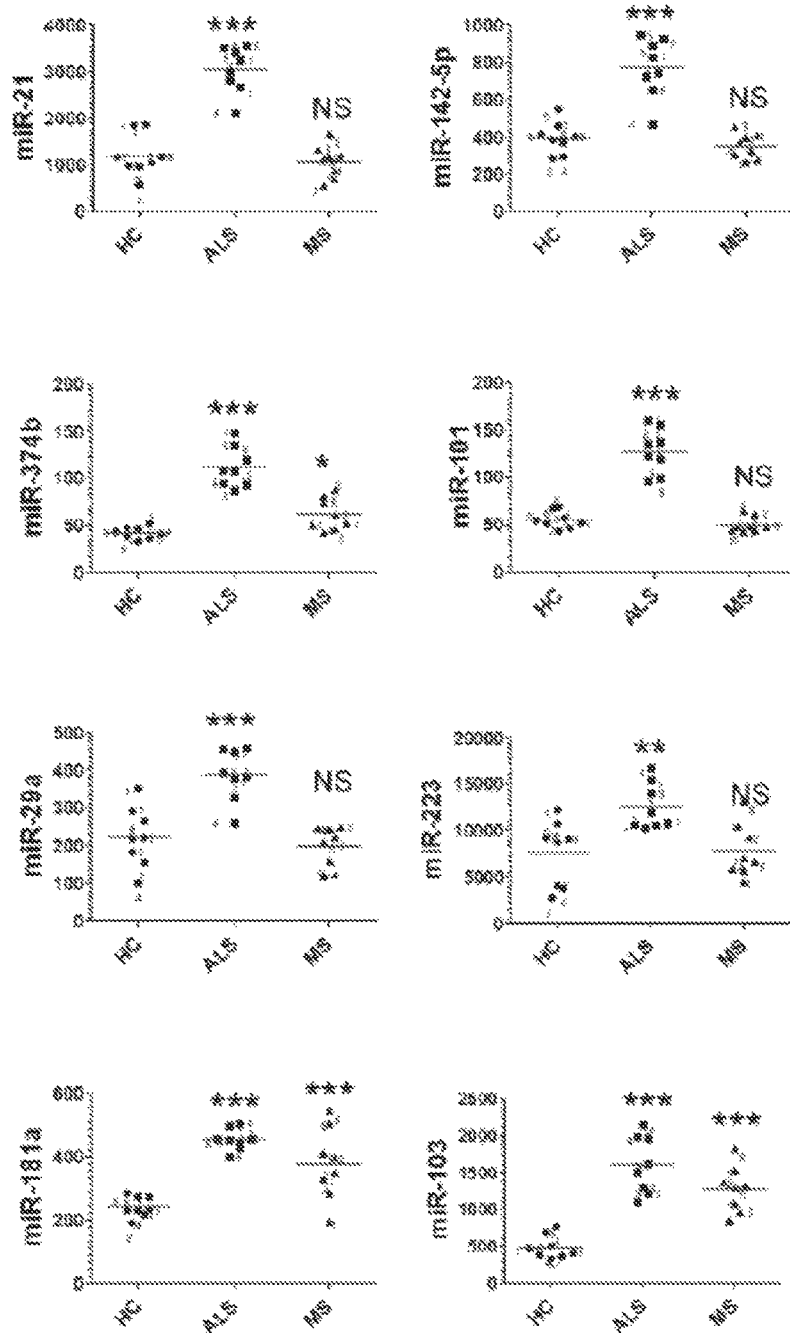 miR-21
4000
3000
2000
1000
0
***
NS
HC
ALS
MS
miR-142-5p
1000
800
600
400
200
0
***
NS
HC
ALS
MS
miR-374b
200
150
100
50
0
***
*
HC
ALS
MS
miR-101
200
150
100
50
0
***
NS
HC
ALS
MS
miR-29a
500
400
300
200
100
0
***
NS
HC
ALS
MS
miR-223
20000
15000
10000
5000
0
**
NS
HC
ALS
MS
miR-181a
600
400
200
0
***
***
HC
ALS
MS
miR-103
2500
2000
1500
1000
500
0
***
***
HC
ALS
MS